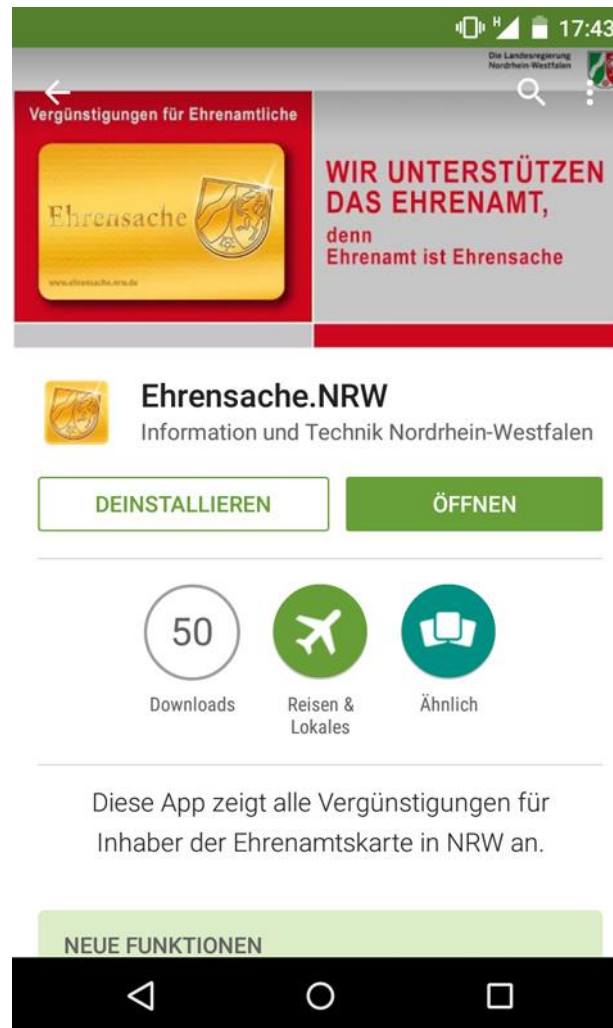 H 17:43
Die Landesregierung
Nordrhein-Westfalen
Vergünstigungen für Ehrenamtliche
Ehrensache
www.ehrensache.nrw.de
WIR UNTERSTÜTZEN
DAS EHRENAMT,
denn
Ehrenamt ist Ehrensache
Ehrensache.NRW
Information und Technik Nordrhein-Westfalen
DEINSTALLIEREN
ÖFFNEN
50
Downloads
Reisen &
Lokales
Ähnlich
Diese App zeigt alle Vergünstigungen für
Inhaber der Ehrenamtskarte in NRW an.
NEUE FUNKTIONEN